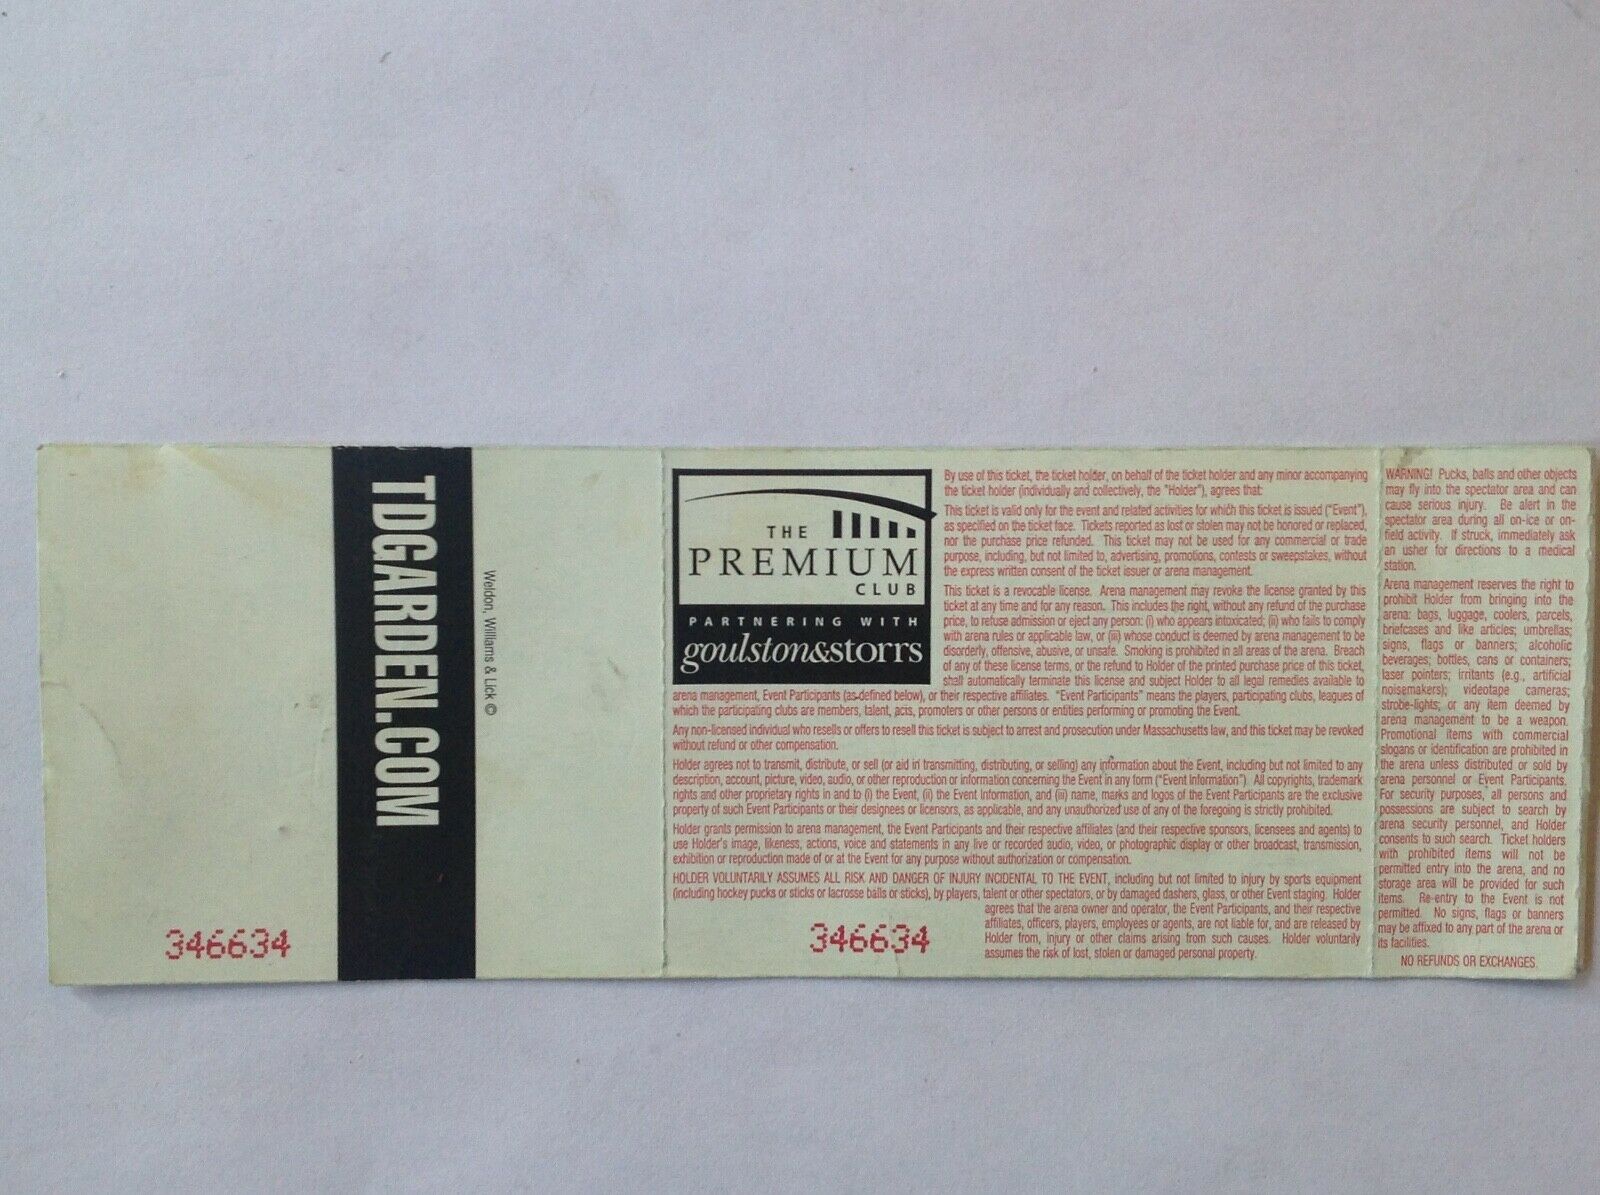 TDGARDEN.COM
Weldon, Williams & Lick ©
346634
THE
PREMIUM
CLUB
PARTNERING WITH
goulston&storrs
By use of this ticket, the ticket holder, on behalf of the ticket holder and any minor accompanying
the ticket holder (individually and collectively, the "Holder"), agrees that:
This ticket is valid only for the event and related activities for which this ticket is issued ("Event"),
as specified on the ticket face. Tickets reported as lost or stolen may not be honored or replaced,
nor the purchase price refunded. This ticket may not be used for any commercial or trade
purpose, including, but not limited to, advertising, promotions, contests or sweepstakes, without
the express written consent of the ticket issuer or arena management.
This ticket is a revocable license. Arena management may revoke the license granted by this
ticket at any time and for any reason. This includes the right, without any refund of the purchase
price, to refuse admission or eject any person: (i) who appears intoxicated; (ii) who fails to comply
with arena rules or applicable law, or (iii) whose conduct is deemed by arena management to be
disorderly, offensive, abusive, or unsafe. Smoking is prohibited in all areas of the arena. Breach
of any of these license terms, or the refund to Holder of the printed purchase price of this ticket,
shall automatically terminate this license and subject Holder to all legal remedies available to
arena management, Event Participants (as defined below), or their respective affiliates. "Event Participants" means the players, participating clubs, leagues of
which the participating clubs are members, talent, acts, promoters or other persons or entities performing or promoting the Event.
Any non-licensed individual who resells or offers to resell this ticket is subject to arrest and prosecution under Massachusetts law, and this ticket may be revoked
without refund or other compensation.
Holder agrees not to transmit, distribute, or sell (or aid in transmitting, distributing, or selling) any information about the Event, including but not limited to any
description, account, picture, video, audio, or other reproduction or information concerning the Event in any form ("Event Information"). All copyrights, trademark
rights and other proprietary rights in and to (i) the Event, (ii) the Event Information, and (iii) name, marks and logos of the Event Participants are the exclusive
property of such Event Participants or their designees or licensors, as applicable, and any unauthorized use of any of the foregoing is strictly prohibited.
Holder grants permission to arena management, the Event Participants and their respective affiliates (and their respective sponsors, licensees and agents) to
use Holder's image, likeness, actions, voice and statements in any live or recorded audio, video, or photographic display or other broadcast, transmission,
exhibition or reproduction made of or at the Event for any purpose without authorization or compensation.
HOLDER VOLUNTARILY ASSUMES ALL RISK AND DANGER OF INJURY INCIDENTAL TO THE EVENT, including but not limited to injury by sports equipment
(including hockey pucks or sticks or lacrosse balls or sticks), by players, talent or other spectators, or by damaged dashers, glass, or other Event staging. Holder
agrees that the arena owner and operator, the Event Participants, and their respective
affiliates, officers, players, employees or agents, are not liable for, and are released by
Holder from, injury or other claims arising from such causes. Holder voluntarily
assumes the risk of lost, stolen or damaged personal property.
346634
WARNING! Pucks, balls and other objects
may fly into the spectator area and can
cause serious injury. Be alert in the
spectator area during all on-ice or on-
field activity. If struck, immediately ask
an usher for directions to a medical
station.
Arena management reserves the right to
prohibit Holder from bringing into the
arena: bags, luggage, coolers, parcels,
briefcases and like articles; umbrellas;
signs, flags or banners; alcoholic
beverages; bottles, cans or containers;
laser pointers; irritants (e.g., artificial
noisemakers); videotape cameras;
strobe-lights; or any item deemed by
arena management to be a weapon.
Promotional items with commercial
slogans or identification are prohibited in
the arena unless distributed or sold by
arena personnel or Event Participants.
For security purposes, all persons and
possessions are subject to search by
arena security personnel, and Holder
consents to such search. Ticket holders
with prohibited items will not be
permitted entry into the arena, and no
storage area will be provided for such
items. Re-entry to the Event is not
permitted. No signs, flags or banners
may be affixed to any part of the arena or
its facilities.
NO REFUNDS OR EXCHANGES.